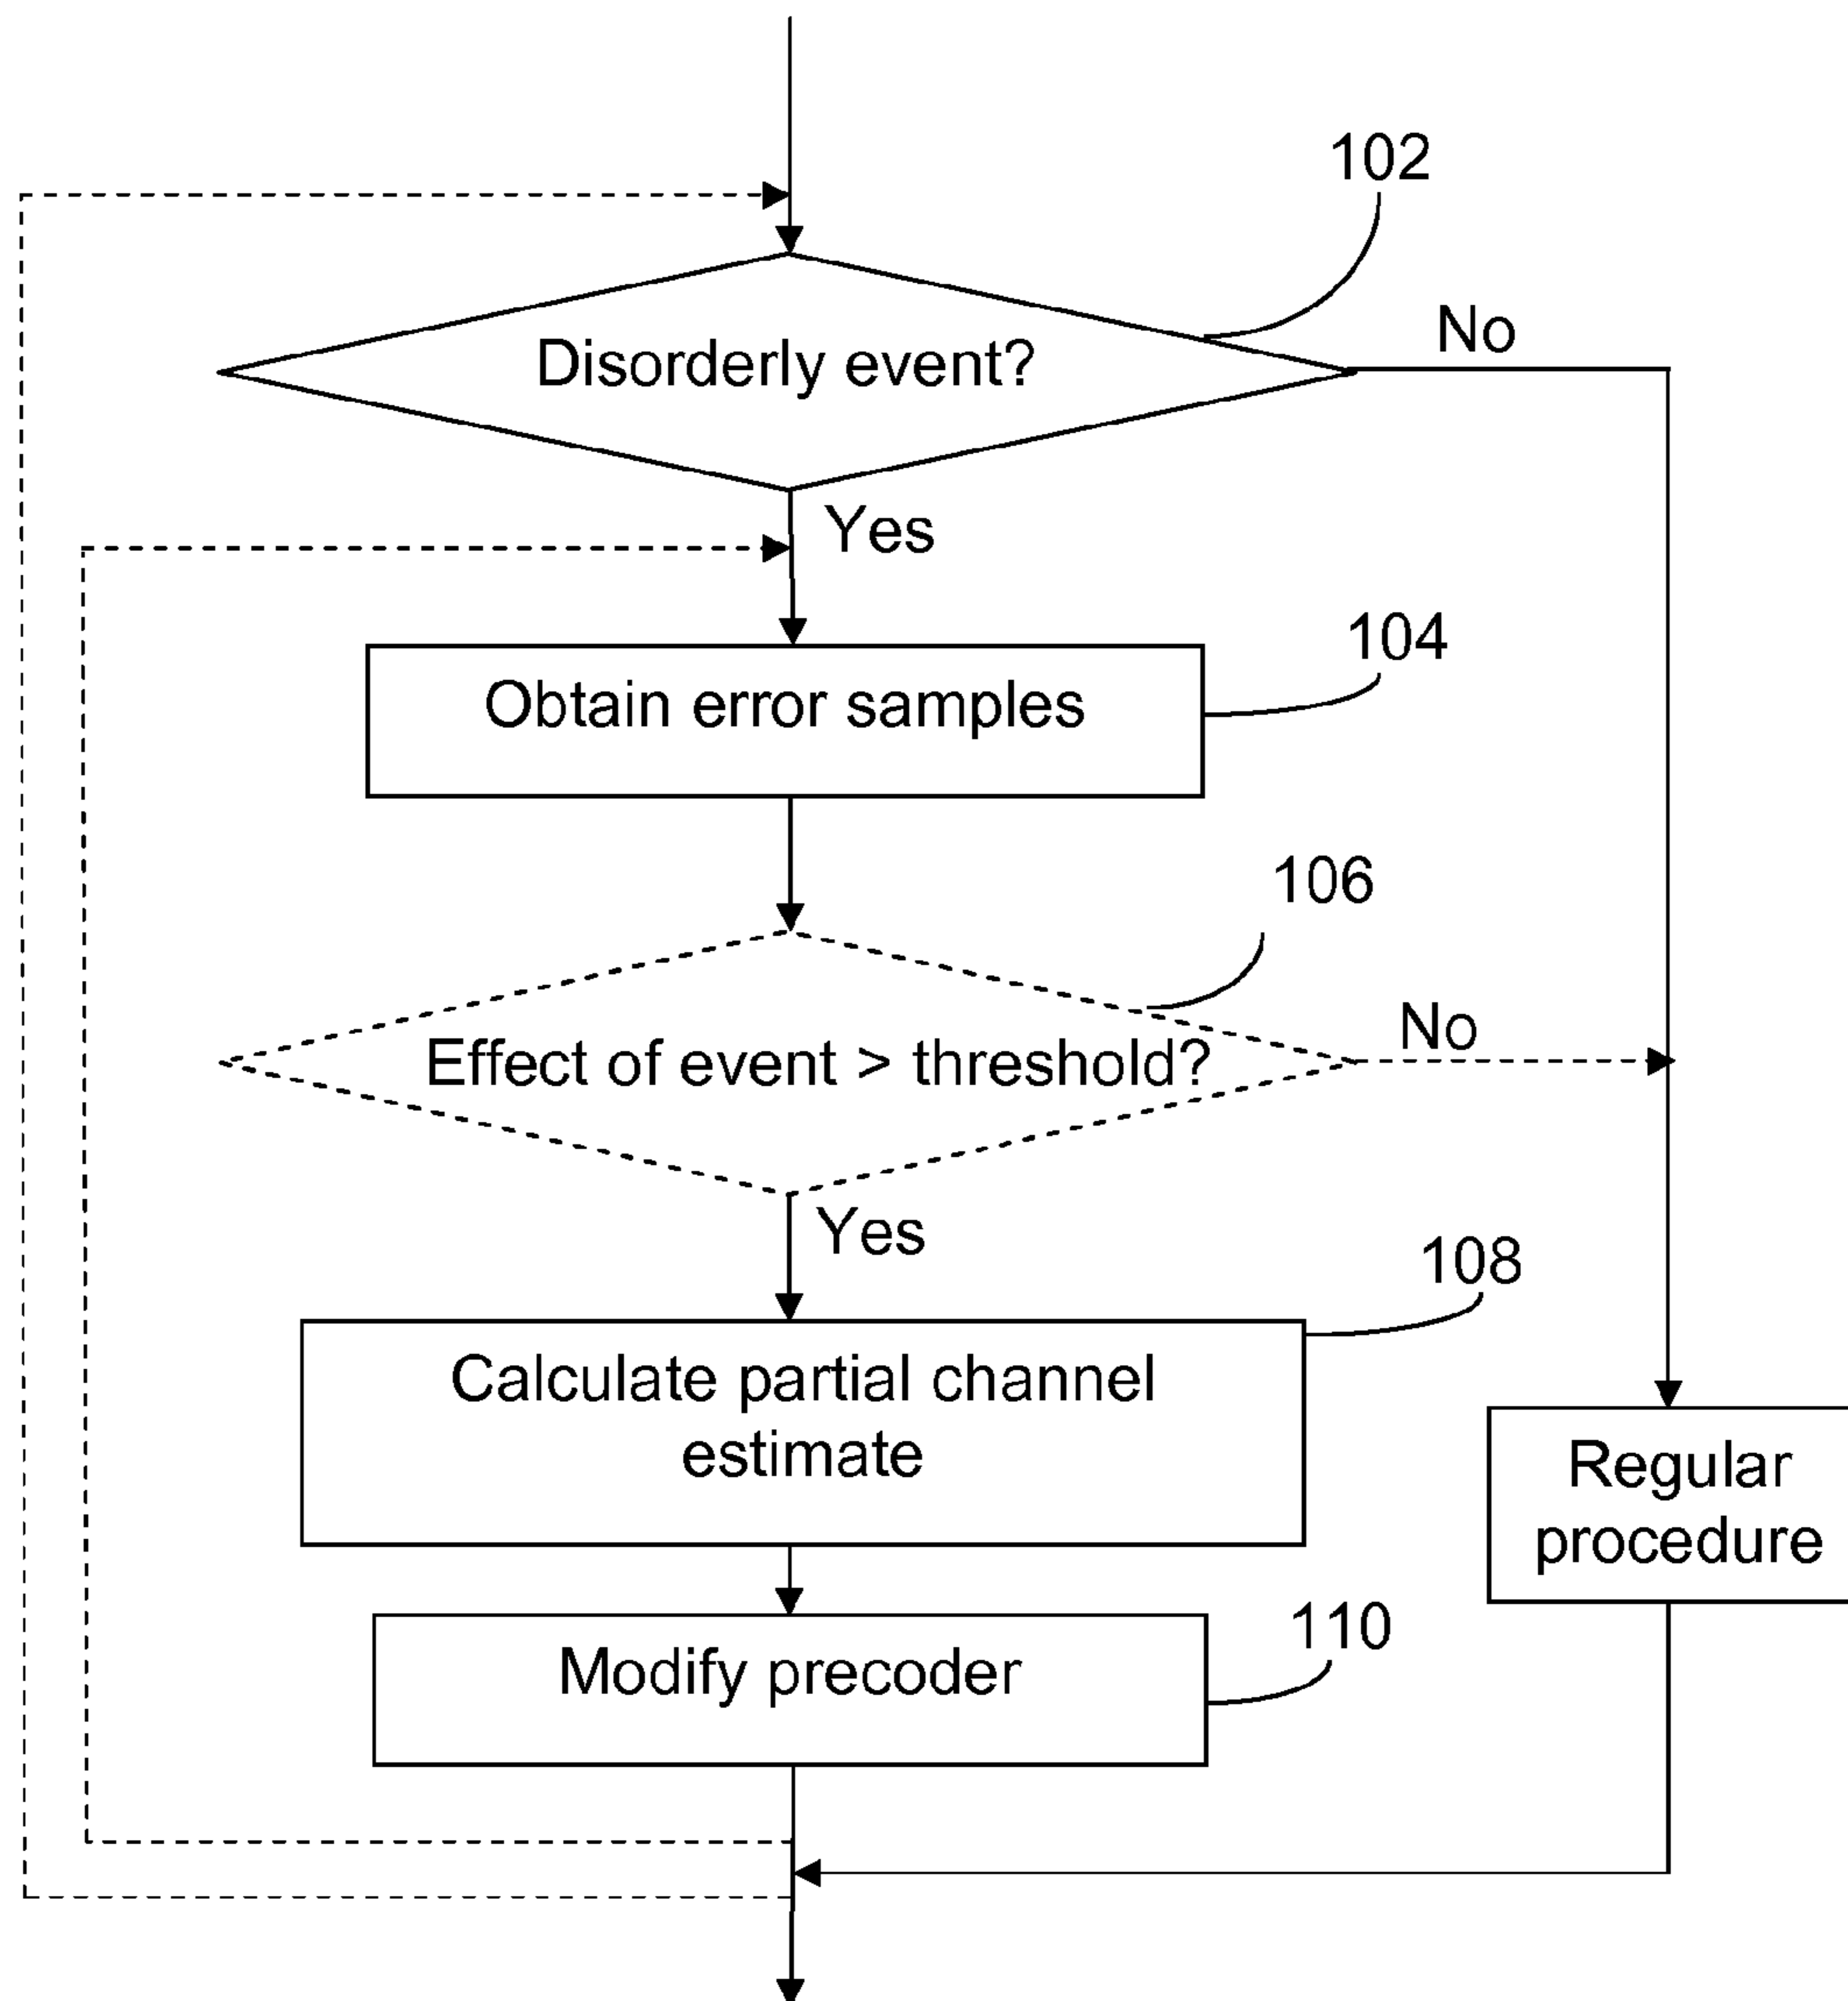 102
No
Disorderly event?
Yes
104
Obtain error samples
106
No
Effect of event > threshold?
Yes
108
Calculate partial channel
estimate
Regular
procedure
110
Modify precoder